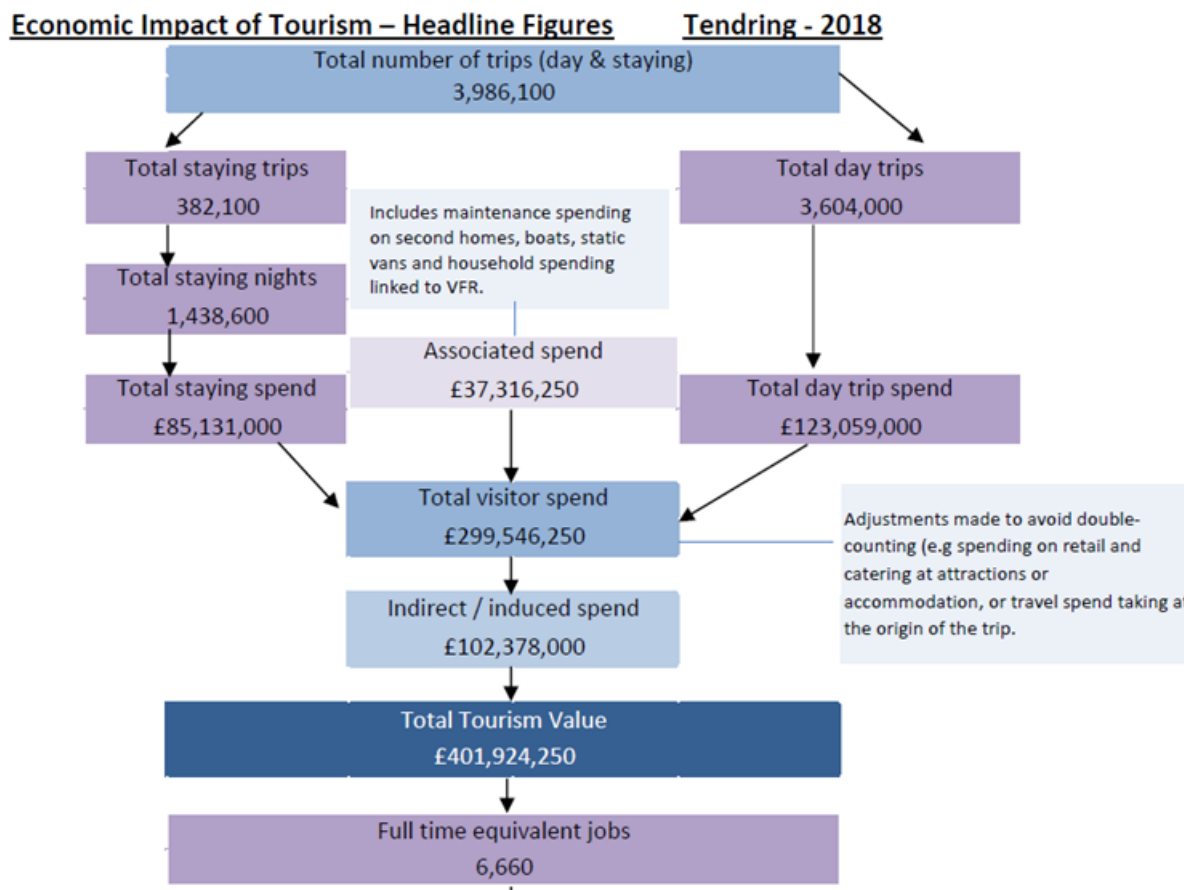 Economic Impact of Tourism – Headline Figures Tendring - 2018
Total number of trips (day & staying)
3,986,100
Total staying trips
382,100
Total day trips
3,604,000
Includes maintenance spending
on second homes, boats, static
vans and household spending
linked to VFR.
Total staying nights
1,438,600
Associated spend
£37,316,250
Total staying spend
£85,131,000
Total day trip spend
£123,059,000
Total visitor spend
£299,546,250
Adjustments made to avoid double-
counting (e.g spending on retail and
catering at attractions or
accommodation, or travel spend taking at
the origin of the trip.
Indirect / induced spend
£102,378,000
Total Tourism Value
£401,924,250
Full time equivalent jobs
6,660